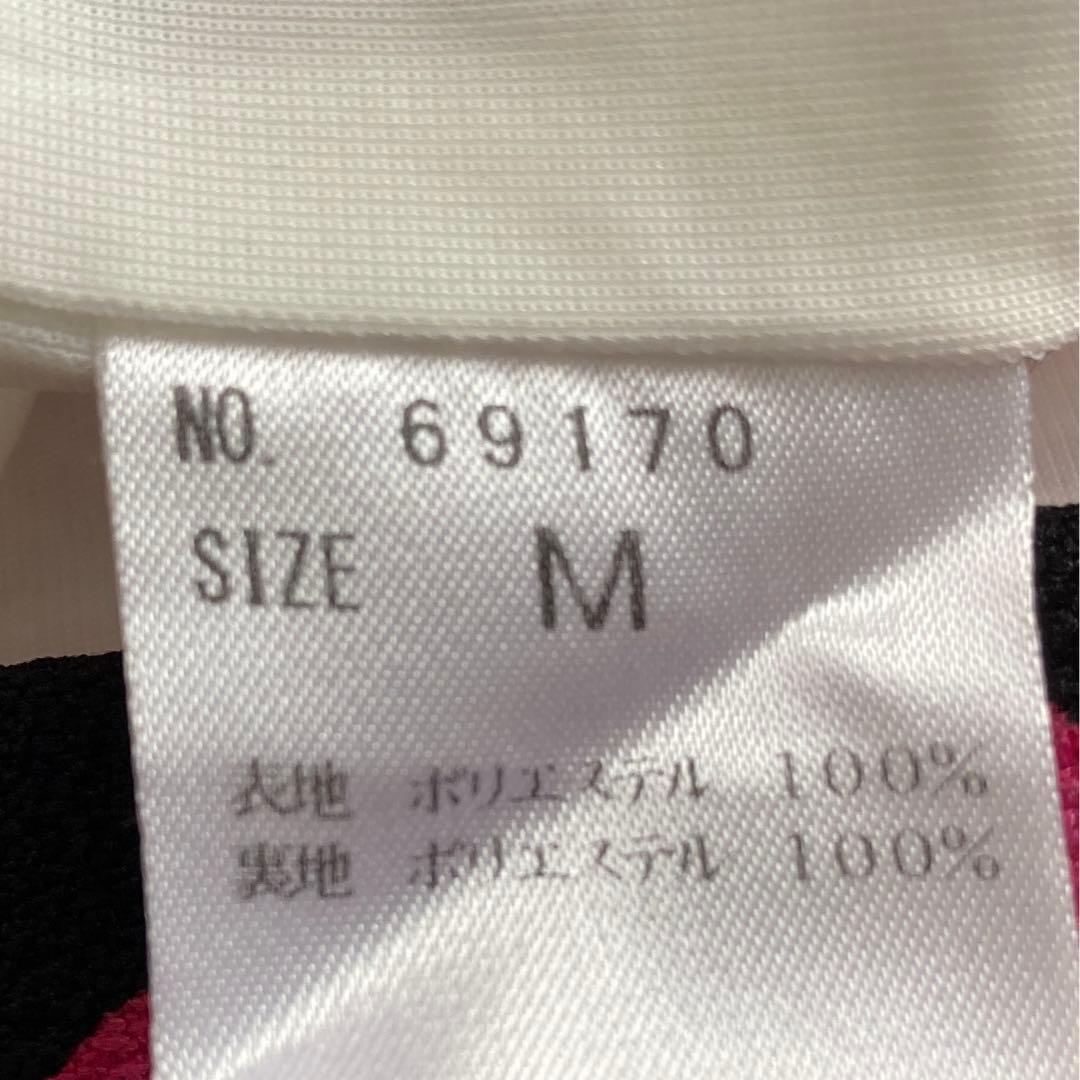 NO. 69170
SIZE M
表地 ポリエステル 100%
裏地 ポリエステル 100%